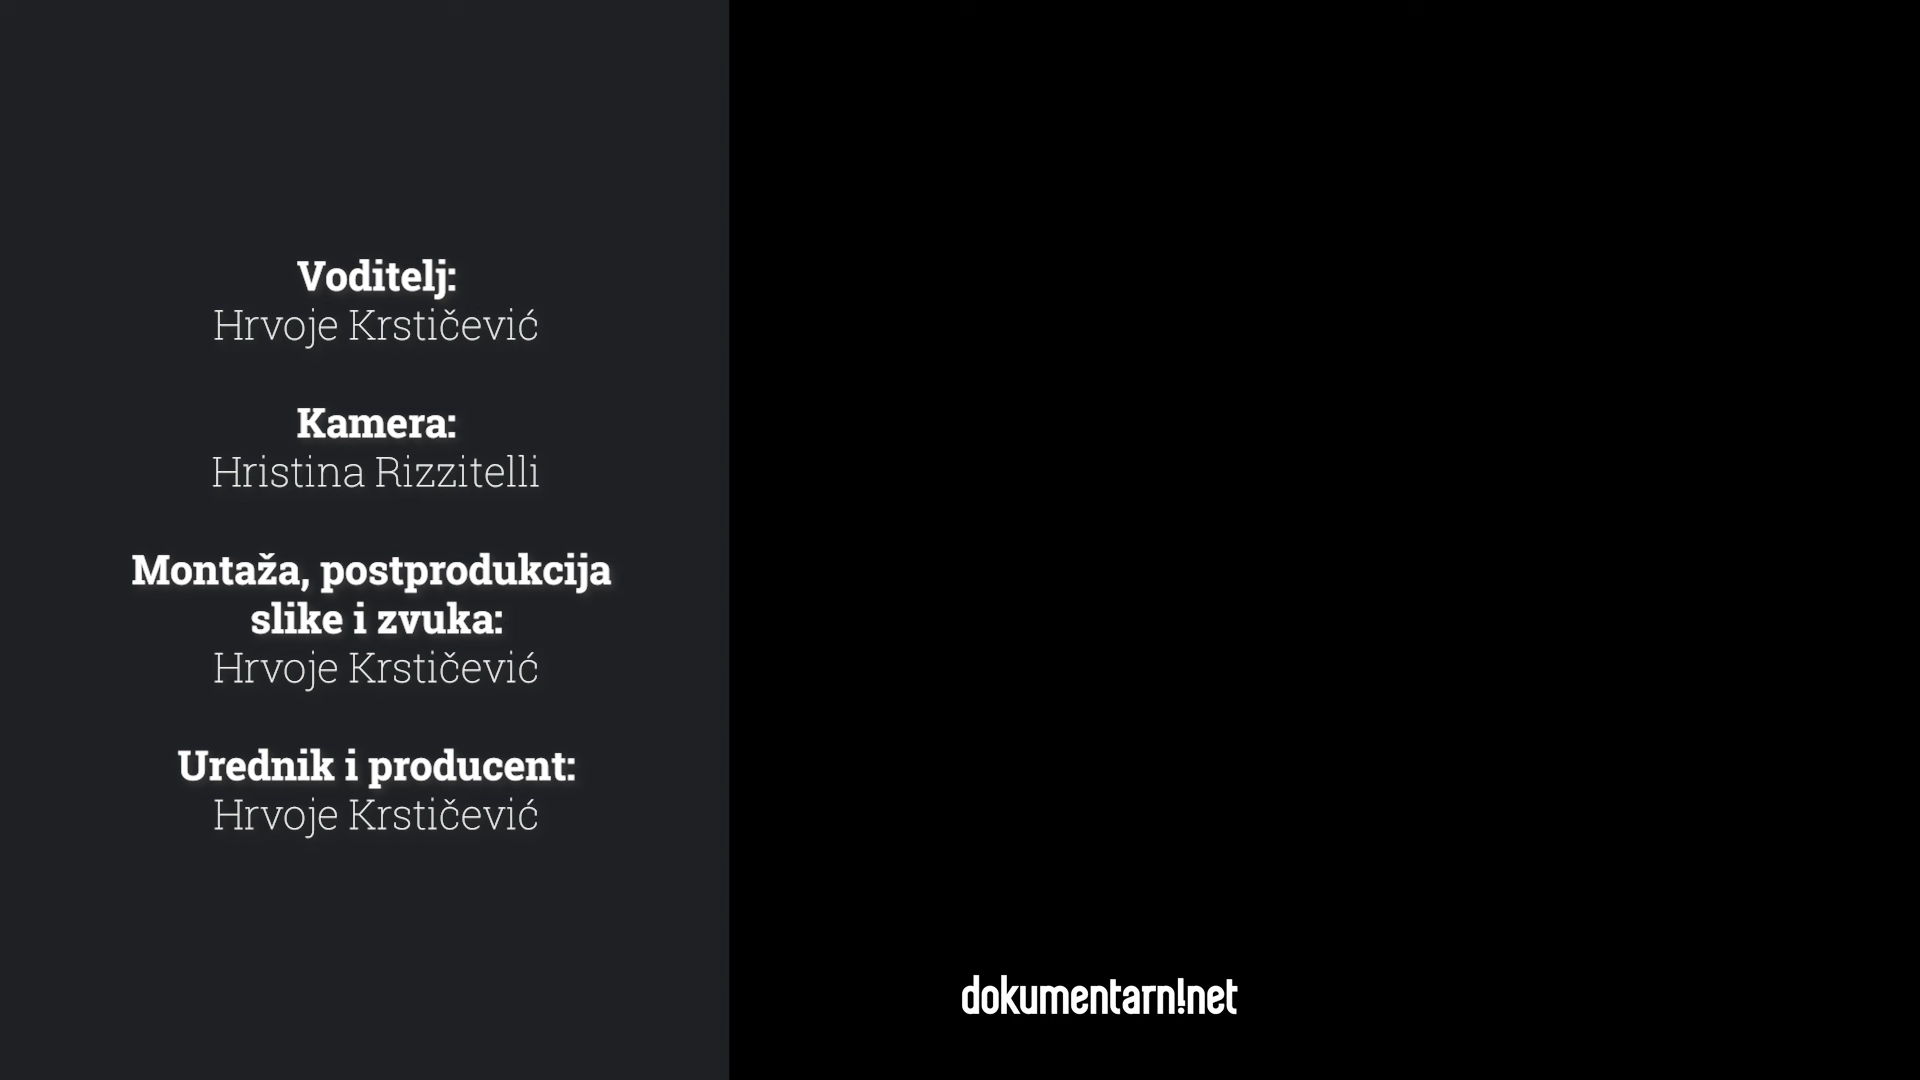 Voditelj:
Hrvoje Krstičević
Kamera:
Hristina Rizzitelli
Montaža, postprodukcija
slike i zvuka:
Hrvoje Krstičević
Urednik i producent:
Hrvoje Krstičević
dokumentarn!net